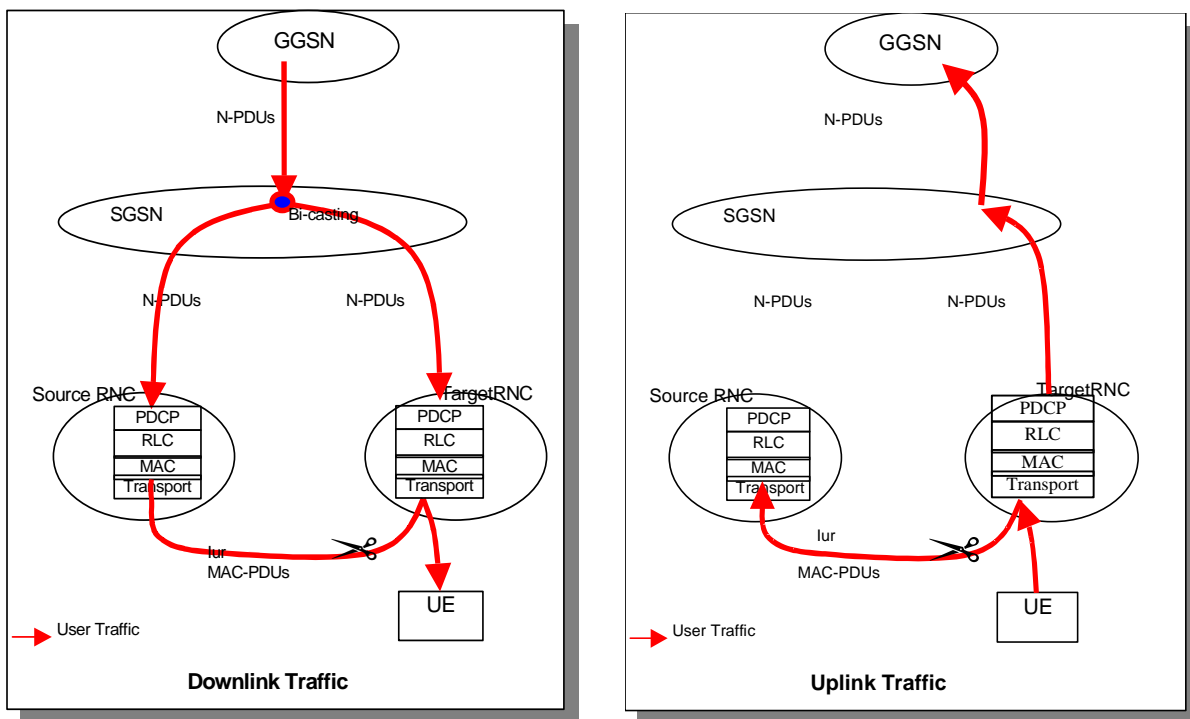 GGSN
N-PDUs
SGSN
Bi-casting
N-PDUs
N-PDUs
Source RNC
TargetRNC
PDCP
RLC
MAC
Transport
PDCP
RLC
MAC
Transport
Iur
MAC-PDUs
UE
User Traffic
Downlink Traffic
GGSN
N-PDUs
SGSN
N-PDUs
N-PDUs
Source RNC
TargetRNC
PDCP
RLC
MAC
Transport
PDCP
RLC
MAC
Transport
Iur
MAC-PDUs
UE
User Traffic
Uplink Traffic